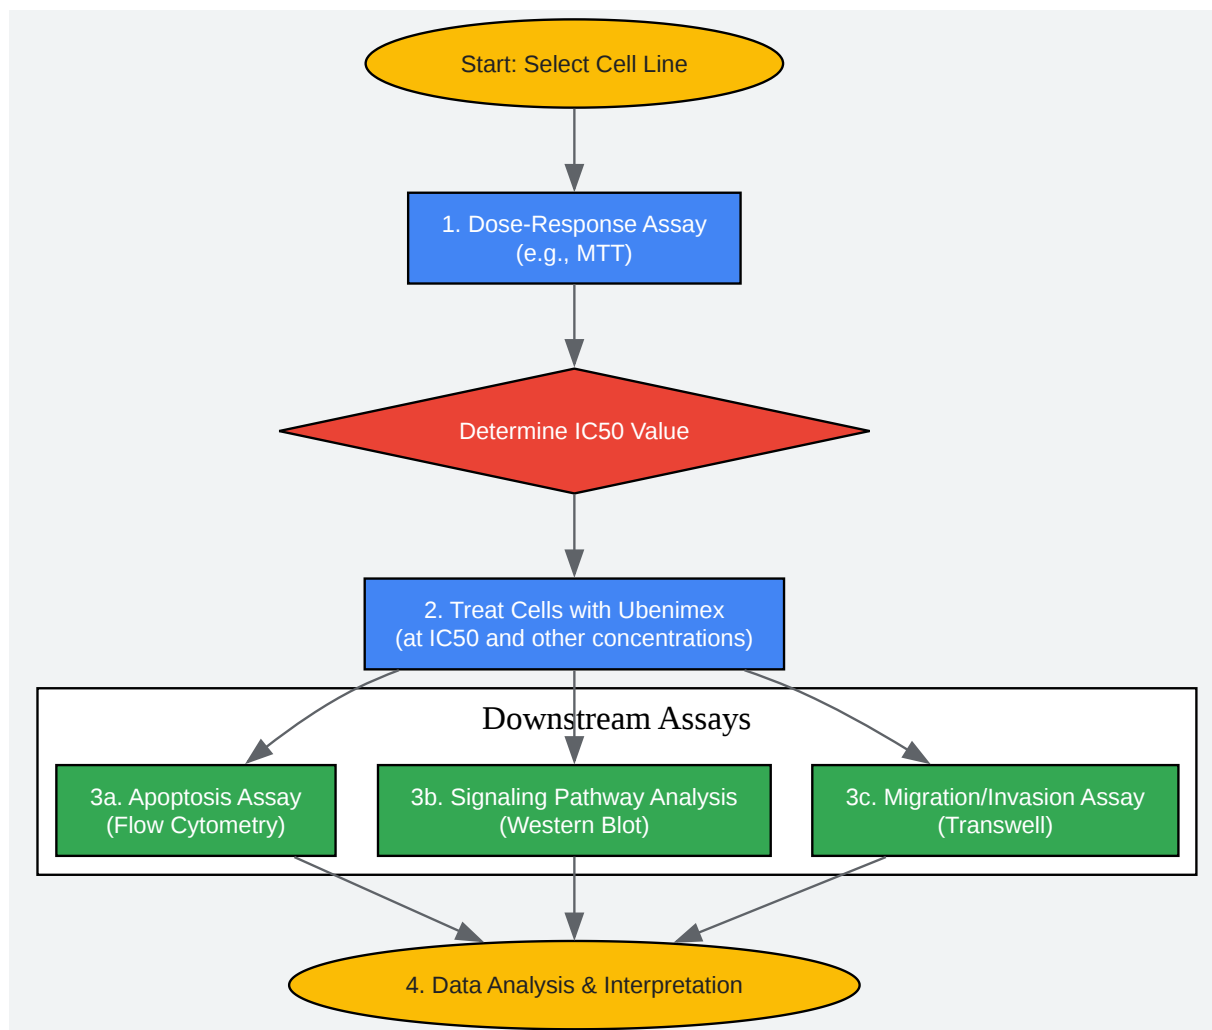 Start: Select Cell Line
1. Dose-Response Assay
(e.g., MTT)
Determine IC50 Value
2. Treat Cells with Ubenimex
(at IC50 and other concentrations)
Downstream Assays
3a. Apoptosis Assay
(Flow Cytometry)
3b. Signaling Pathway Analysis
(Western Blot)
3c. Migration/Invasion Assay
(Transwell)
4. Data Analysis & Interpretation